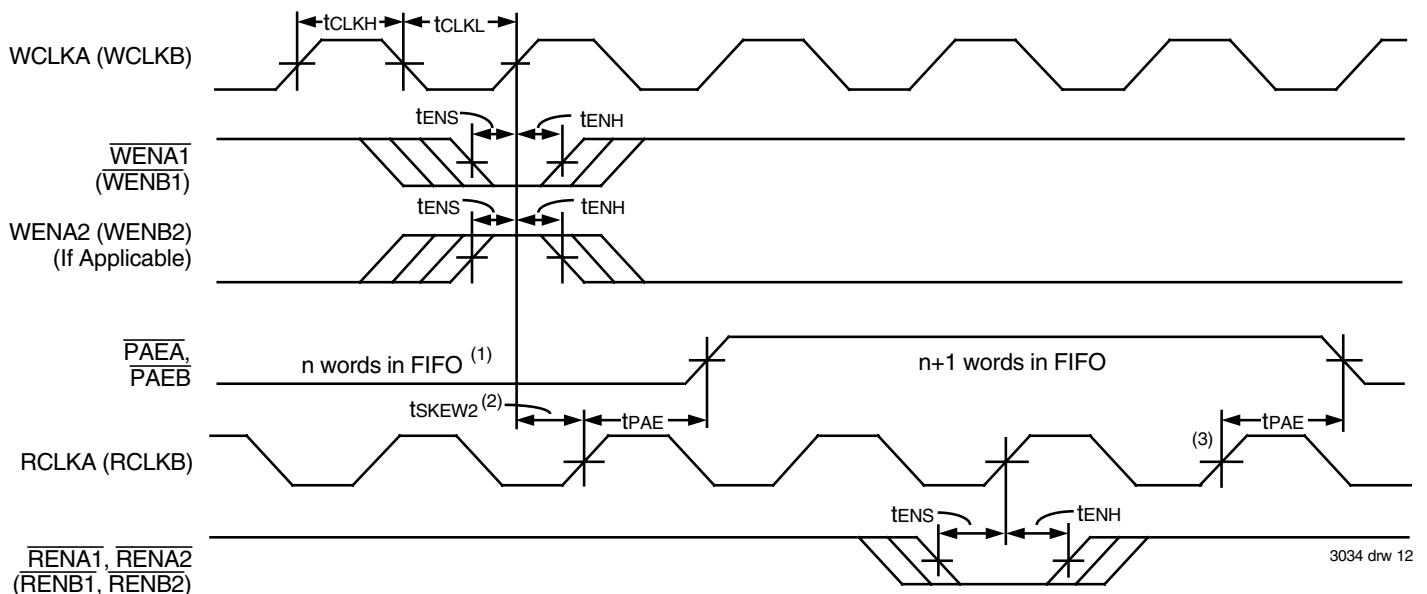 tCLKH
tCLKL
WCLKA (WCLKB)
tENS
tENH
WENA1
(WENB1)
tENS
tENH
WENA2 (WENB2)
(If Applicable)
PAEA,
PAEB
n words in FIFO (1)
n+1 words in FIFO
tSKEW2(2)
tPAE
tPAE
RCLKA (RCLKB)
(3)
tENS
tENH
RENA1, RENA2
(RENB1, RENB2)
3034 drw 12